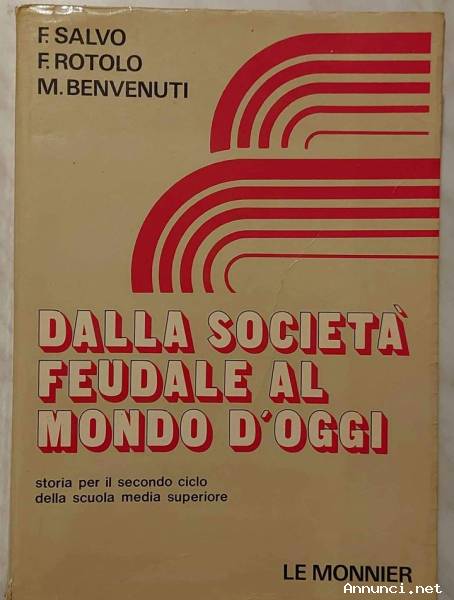 F. SALVO
F. ROTOLO
M. BENVENUTI
DALLA SOCIETÀ
FEUDALE AL
MONDO D'OGGI
storia per il secondo ciclo
della scuola media superiore
LE MONNIER
Annunci.net